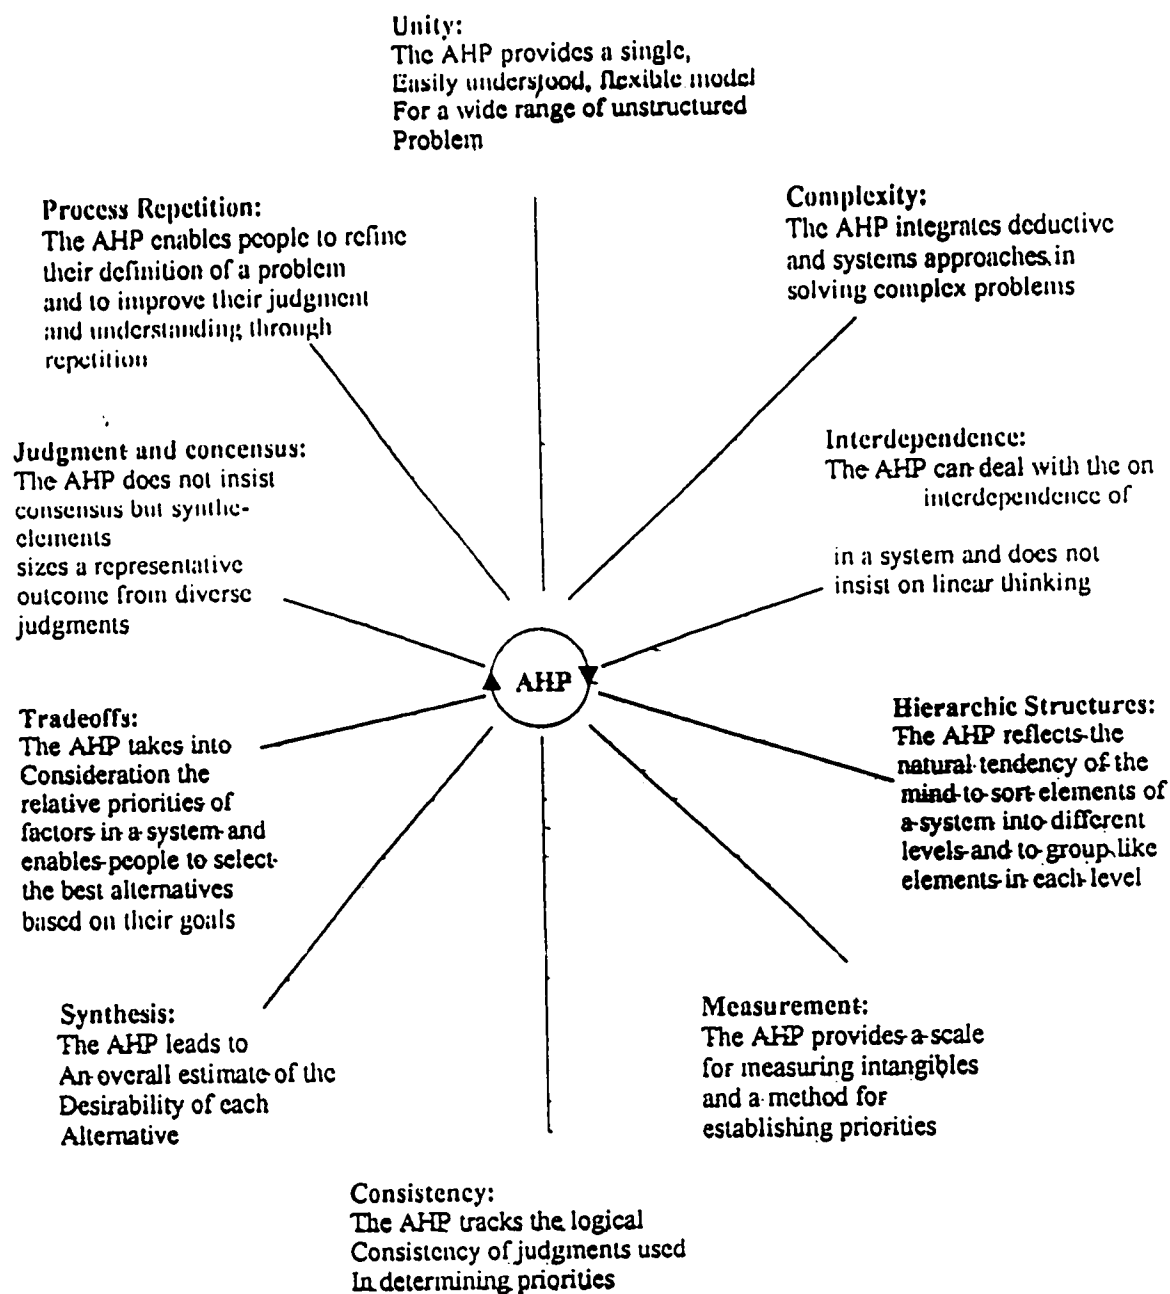 Unity:
The AHP provides a single,
Easily understood, flexible model
For a wide range of unstructured
Problem
Complexity:
The AHP integrates deductive
and systems approaches in
solving complex problems
Interdependence:
The AHP can deal with the on
interdependence of
in a system and does not
insist on linear thinking
Hierarchic Structures:
The AHP reflects the
natural tendency of the
mind to sort elements of
a system into different
levels and to group like
elements in each level
Measurement:
The AHP provides a scale
for measuring intangibles
and a method for
establishing priorities
Consistency:
The AHP tracks the logical
Consistency of judgments used
In determining priorities
Synthesis:
The AHP leads to
An overall estimate of the
Desirability of each
Alternative
Tradeoffs:
The AHP takes into
Consideration the
relative priorities of
factors in a system and
enables people to select
the best alternatives
based on their goals
Judgment and concensus:
The AHP does not insist
consensus but synthe-
elements
sizes a representative
outcome from diverse
judgments
Process Repetition:
The AHP enables people to refine
their definition of a problem
and to improve their judgment
and understanding through
repetition
AHP